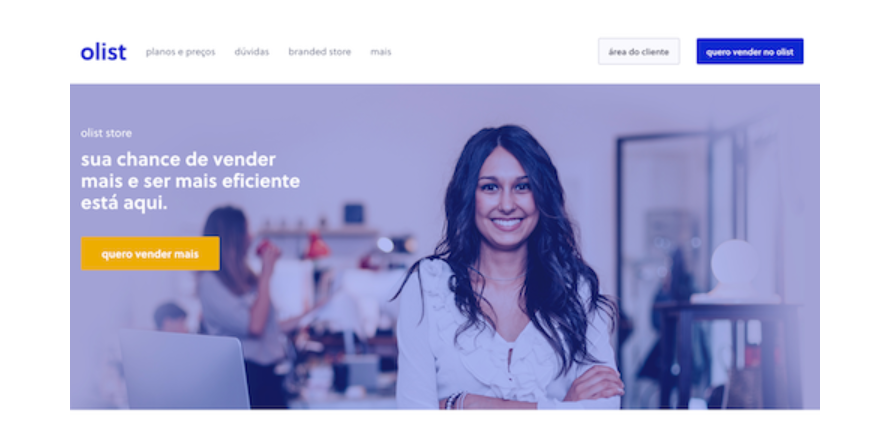 olist planos e preços dúvidas branded store mais área do cliente quero vender no olist
olist store
sua chance de vender
mais e ser mais eficiente
está aqui.
quero vender mais